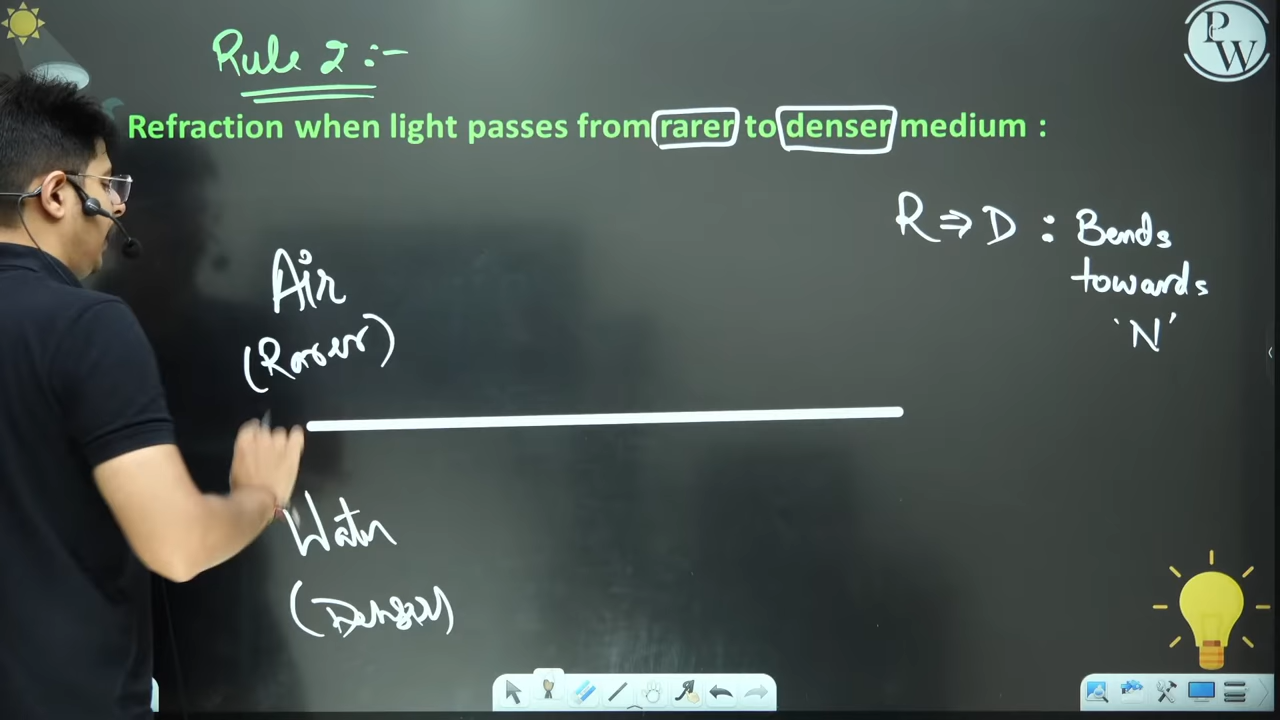 PW
Rule 2 :-
Refraction when light passes from rarer to denser medium :
R ⇒ D : Bends
towards
'N'
Air
(Rarer)
Water
(Denser)